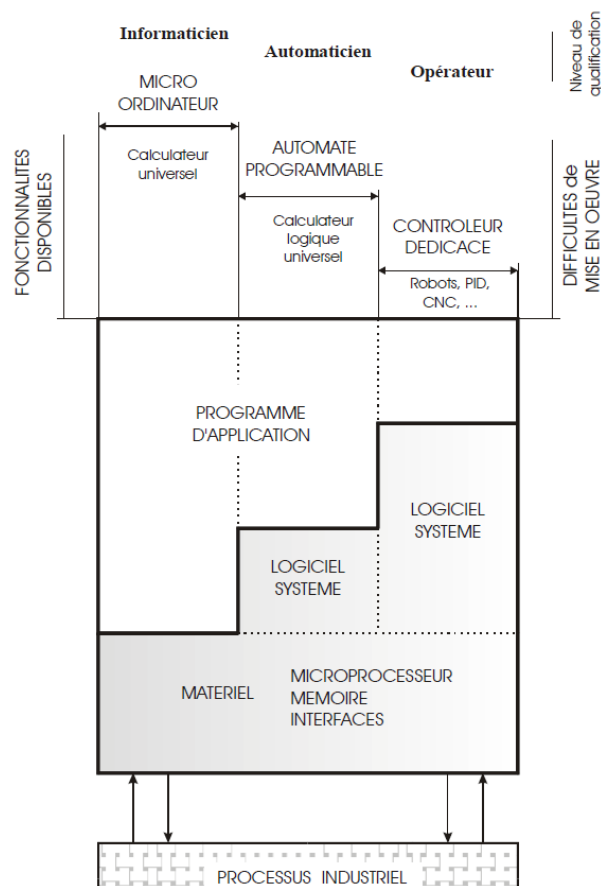 Informaticien
Automaticien
Opérateur
Niveau de
qualification
MICRO
ORDINATEUR
Calculateur
universel
AUTOMATE
PROGRAMMABLE
Calculateur
logique
universel
CONTROLEUR
DEDICACE
Robots, PID,
CNC, ...
FONCTIONNALITES
DISPONIBLES
DIFFICULTES de
MISE EN OEUVRE
PROGRAMME
D'APPLICATION
LOGICIEL
SYSTEME
LOGICIEL
SYSTEME
MATERIEL
MICROPROCESSEUR
MEMOIRE
INTERFACES
PROCESSUS INDUSTRIEL